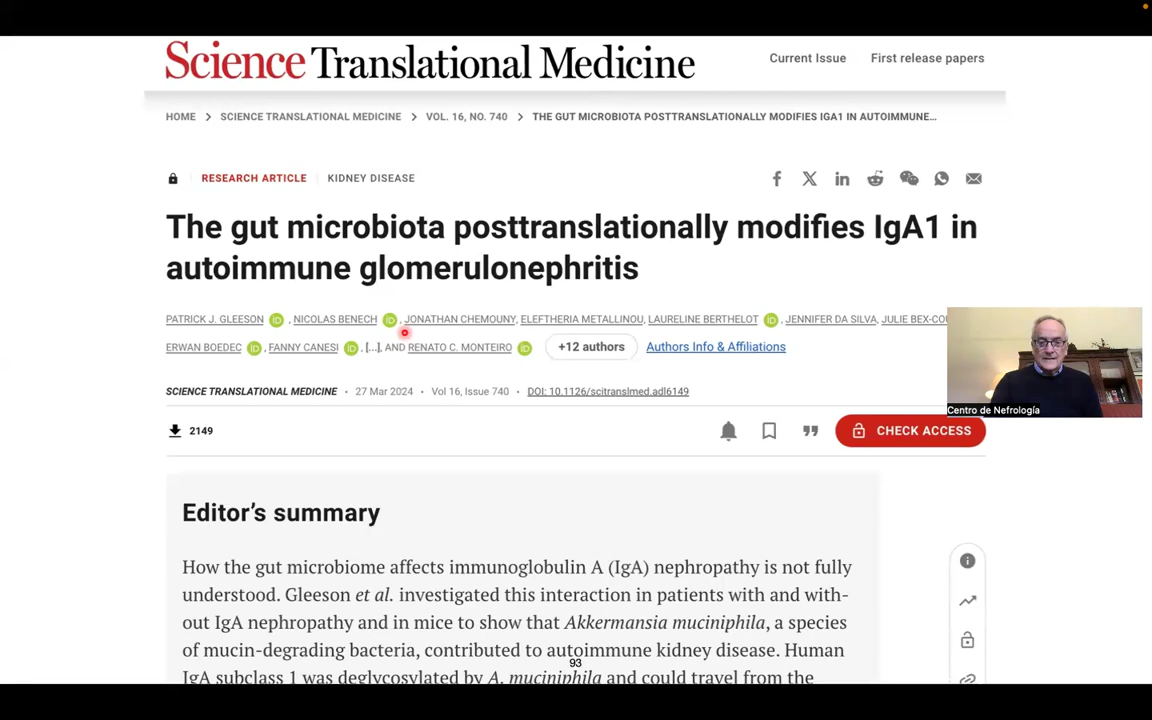 Science Translational Medicine
Current Issue First release papers
HOME > SCIENCE TRANSLATIONAL MEDICINE > VOL. 16, NO. 740 > THE GUT MICROBIOTA POSTTRANSLATIONALLY MODIFIES IGA1 IN AUTOIMMUNE...
RESEARCH ARTICLE KIDNEY DISEASE
The gut microbiota posttranslationally modifies IgA1 in
autoimmune glomerulonephritis
PATRICK J. GLEESON iD , NICOLAS BENECH iD , JONATHAN CHEMOUNY, ELEFTHERIA METALLINOU, LAURELINE BERTHELOT iD , JENNIFER DA SILVA, JULIE
ERWAN BOEDEC iD , FANNY CANESI iD , [...], AND RENATO C. MONTEIRO iD +12 authors Authors Info & Affiliations
SCIENCE TRANSLATIONAL MEDICINE · 27 Mar 2024 · Vol 16, Issue 740 · DOI: 10.1126/scitranslmed.adl6149
Centro de Nefrología
2149
CHECK ACCESS
Editor's summary
How the gut microbiome affects immunoglobulin A (IgA) nephropathy is not fully
understood. Gleeson et al. investigated this interaction in patients with and with-
out IgA nephropathy and in mice to show that Akkermansia muciniphila, a species
of mucin-degrading bacteria, contributed to autoimmune kidney disease. Human
93
IgA subclass 1 was deglycosylated by A. muciniphila and could travel from the